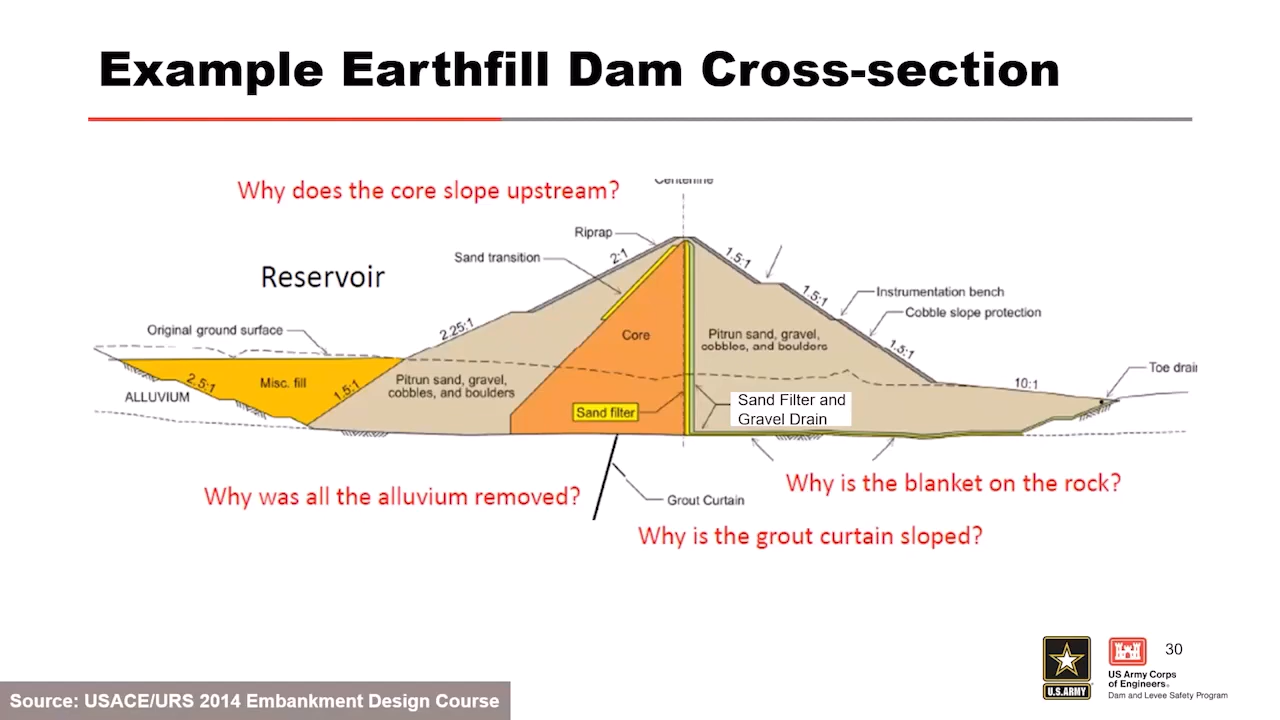 Example Earthfill Dam Cross-section
Why does the core slope upstream?
Centerline
Riprap
Sand transition
2:1
1.5:1
Reservoir
Instrumentation bench
1.5:1
Cobble slope protection
Original ground surface
2.25:1
Core
Pitrun sand, gravel,
cobbles, and boulders
1.5:1
Toe drain
2.5:1
Misc. fill
1.5:1
Pitrun sand, gravel,
cobbles, and boulders
10:1
ALLUVIUM
Sand filter
Sand Filter and
Gravel Drain
Why was all the alluvium removed?
Grout Curtain
Why is the blanket on the rock?
Why is the grout curtain sloped?
U.S.ARMY
US Army Corps
of Engineers®
Dam and Levee Safety Program
30
Source: USACE/URS 2014 Embankment Design Course